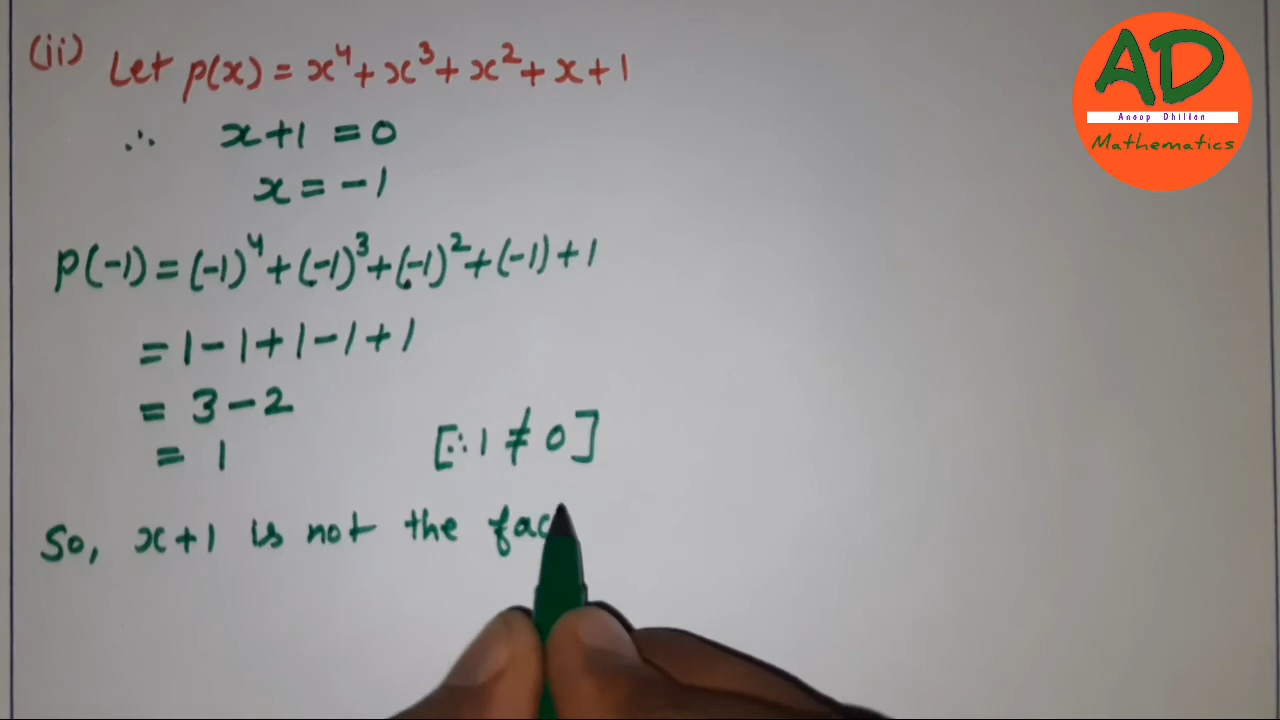 (ii) Let p(x) = x⁴ + x³ + x² + x + 1
∴ x+1 = 0
x = -1
P(-1) = (-1)⁴ + (-1)³ + (-1)² + (-1) + 1
= 1 - 1 + 1 - 1 + 1
= 3 - 2
= 1 [∴ 1 ≠ 0]
So, x+1 is not the fac
AD
Anoop Dhillon
Mathematics